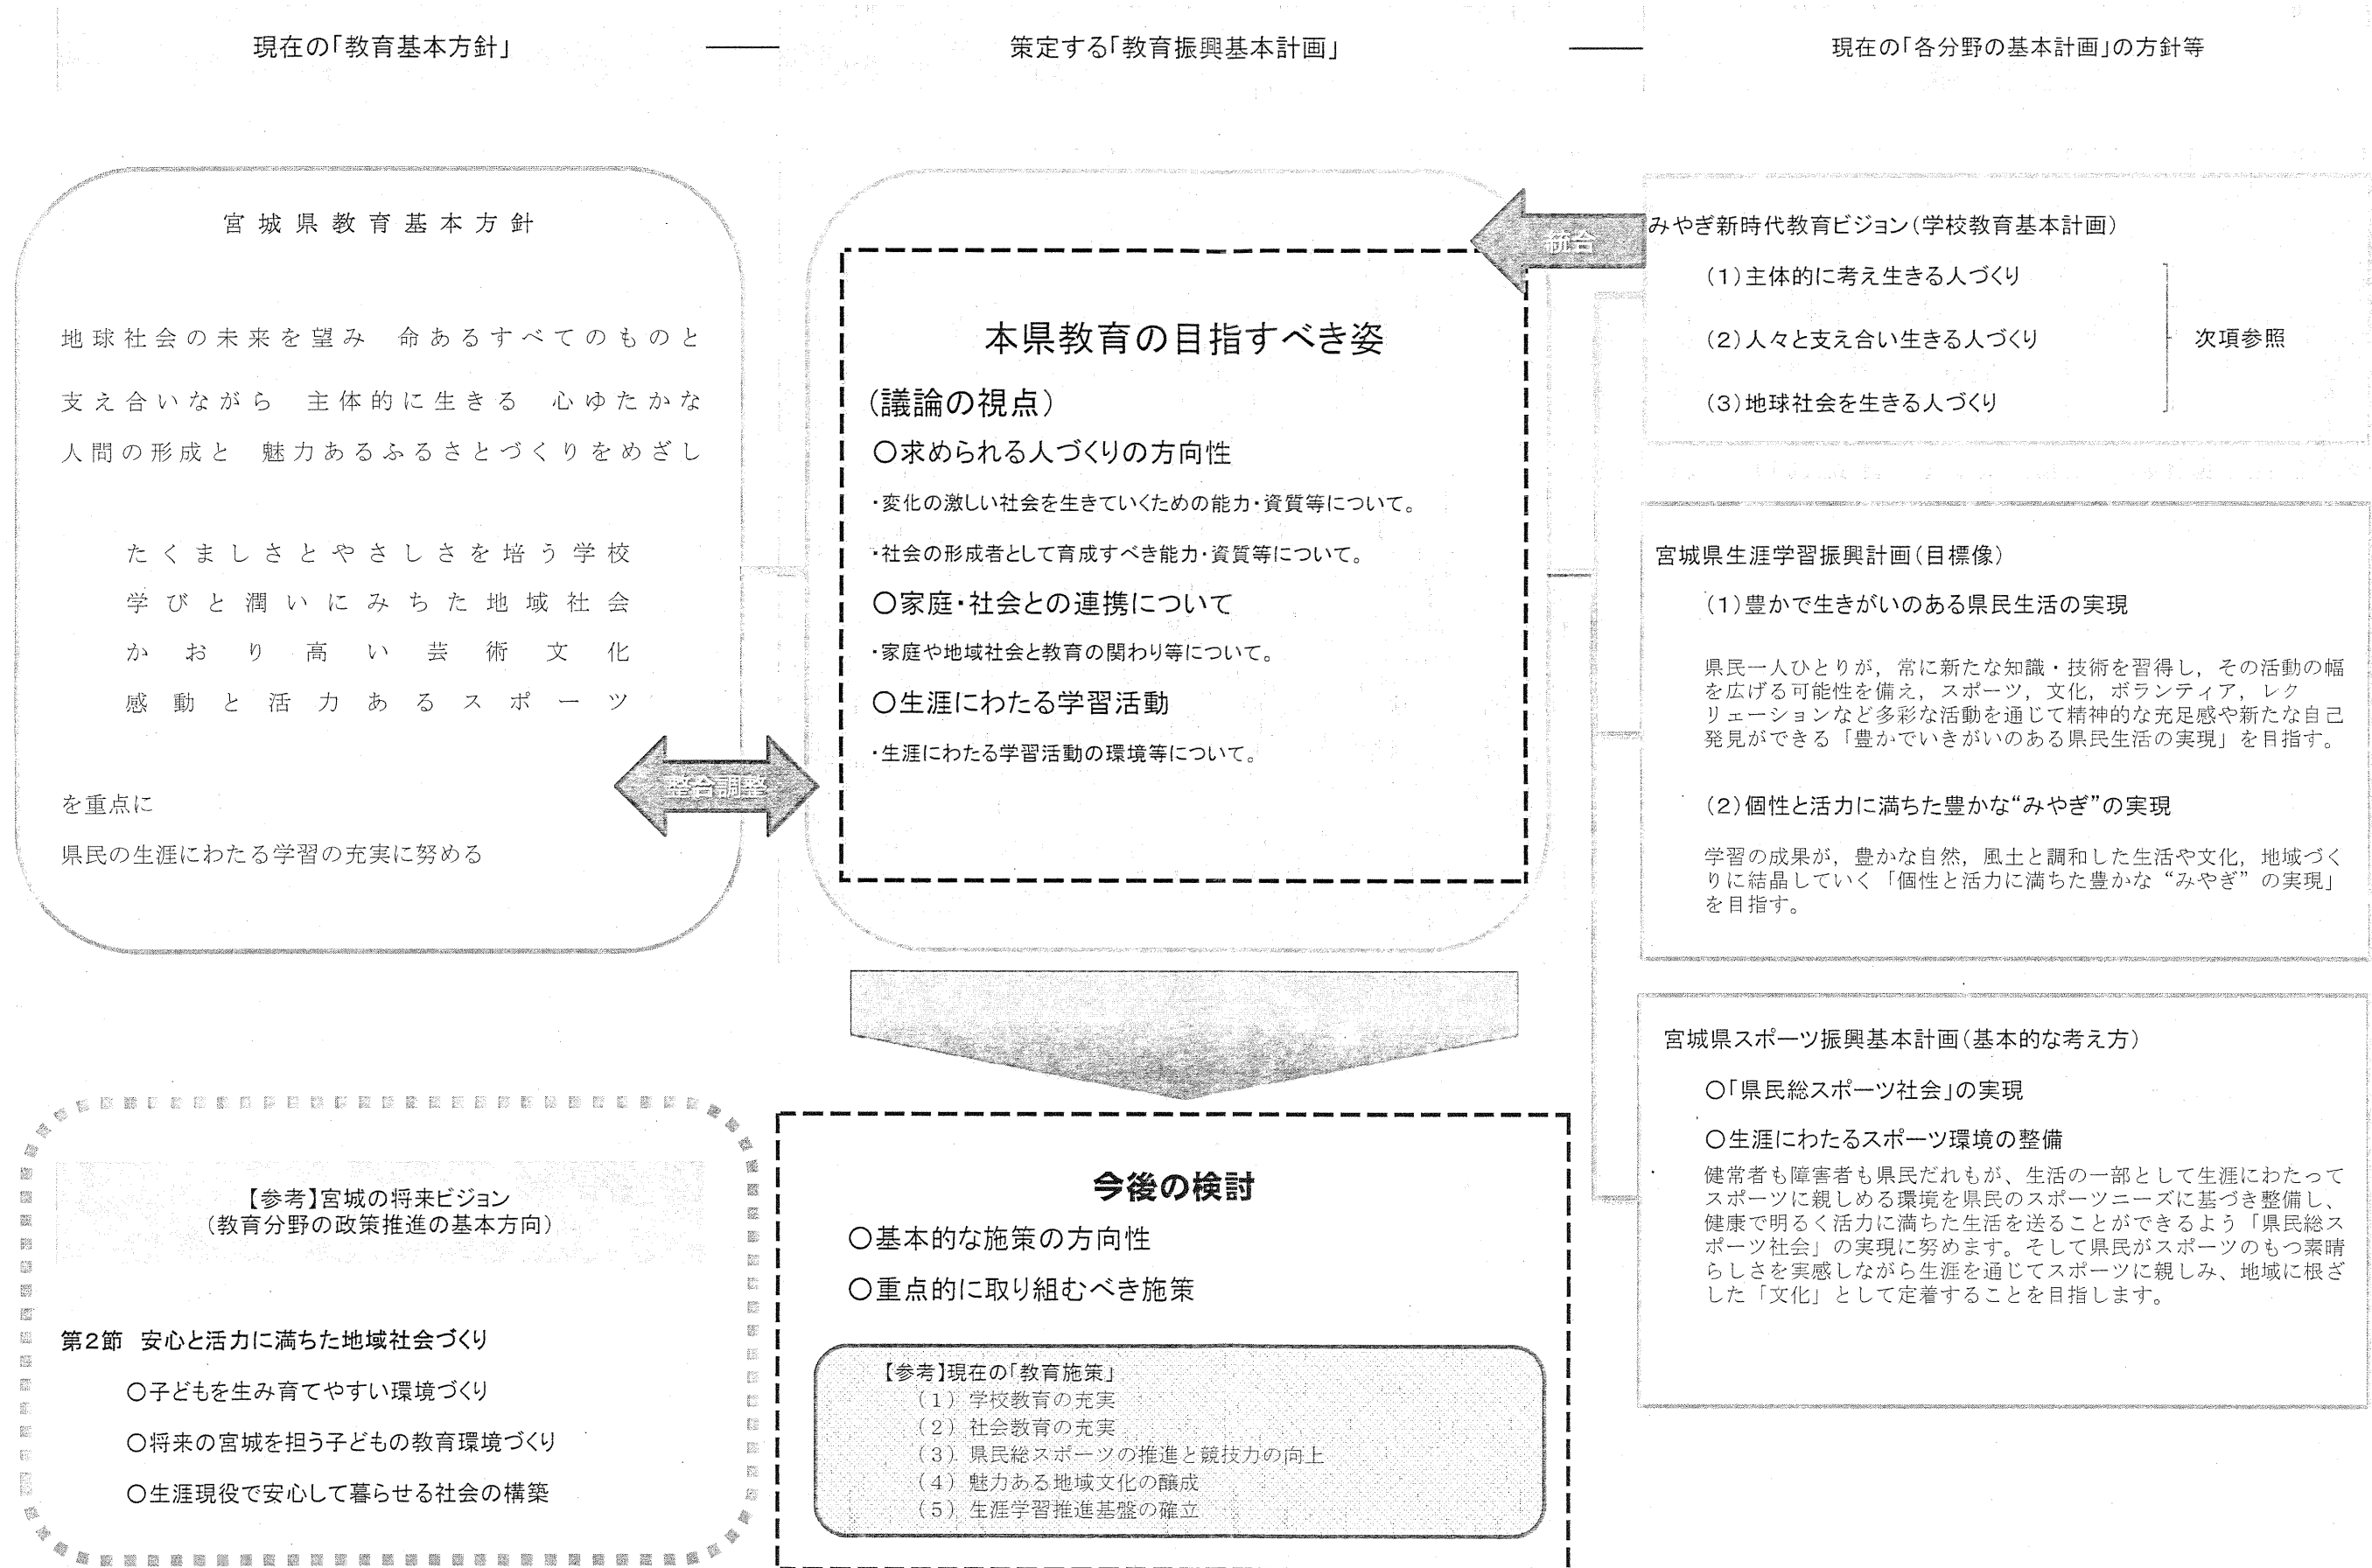 現在の「教育基本方針」
策定する「教育振興基本計画」
現在の「各分野の基本計画」の方針等
宮城県教育基本方針
地球社会の未来を望み　命あるすべてのものと
支え合いながら　主体的に生きる　心ゆたかな
人間の形成と　魅力あるふるさとづくりをめざし
たくましさとやさしさを培う学校
学びと潤いにみちた地域社会
かおり高い芸術文化
感動と活力あるスポーツ
を重点に
県民の生涯にわたる学習の充実に努める
整合調整
本県教育の目指すべき姿
(議論の視点)
○求められる人づくりの方向性
・変化の激しい社会を生きていくための能力・資質等について。
・社会の形成者として育成すべき能力・資質等について。
○家庭・社会との連携について
・家庭や地域社会と教育の関わり等について。
○生涯にわたる学習活動
・生涯にわたる学習活動の環境等について。
統合
みやぎ新時代教育ビジョン(学校教育基本計画)
(1)主体的に考え生きる人づくり
(2)人々と支え合い生きる人づくり
(3)地球社会を生きる人づくり
次項参照
宮城県生涯学習振興計画(目標像)
(1)豊かで生きがいのある県民生活の実現
県民一人ひとりが，常に新たな知識・技術を習得し，その活動の幅
を広げる可能性を備え，スポーツ，文化，ボランティア，レク
リエーションなど多彩な活動を通じて精神的な充足感や新たな自己
発見ができる「豊かでいきがいのある県民生活の実現」を目指す。
(2)個性と活力に満ちた豊かな“みやぎ”の実現
学習の成果が，豊かな自然，風土と調和した生活や文化，地域づく
りに結晶していく「個性と活力に満ちた豊かな“みやぎ”の実現」
を目指す。
宮城県スポーツ振興基本計画(基本的な考え方)
○「県民総スポーツ社会」の実現
○生涯にわたるスポーツ環境の整備
健常者も障害者も県民だれもが、生活の一部として生涯にわたって
スポーツに親しめる環境を県民のスポーツニーズに基づき整備し、
健康で明るく活力に満ちた生活を送ることができるよう「県民総ス
ポーツ社会」の実現に努めます。そして県民がスポーツのもつ素晴
らしさを実感しながら生涯を通じてスポーツに親しみ、地域に根ざ
した「文化」として定着することを目指します。
【参考】宮城の将来ビジョン
(教育分野の政策推進の基本方向)
第2節　安心と活力に満ちた地域社会づくり
○子どもを生み育てやすい環境づくり
○将来の宮城を担う子どもの教育環境づくり
○生涯現役で安心して暮らせる社会の構築
今後の検討
○基本的な施策の方向性
○重点的に取り組むべき施策
【参考】現在の「教育施策」
(1) 学校教育の充実
(2) 社会教育の充実
(3) 県民総スポーツの推進と競技力の向上
(4) 魅力ある地域文化の醸成
(5) 生涯学習推進基盤の確立